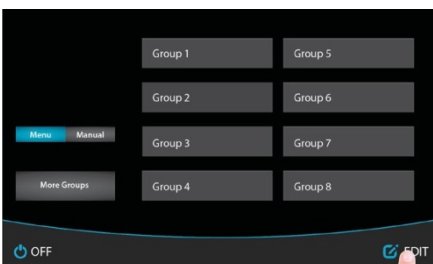 Group 1 Group 5
Group 2 Group 6
Menu Manual
Group 3 Group 7
More Groups
Group 4 Group 8
OFF EDIT